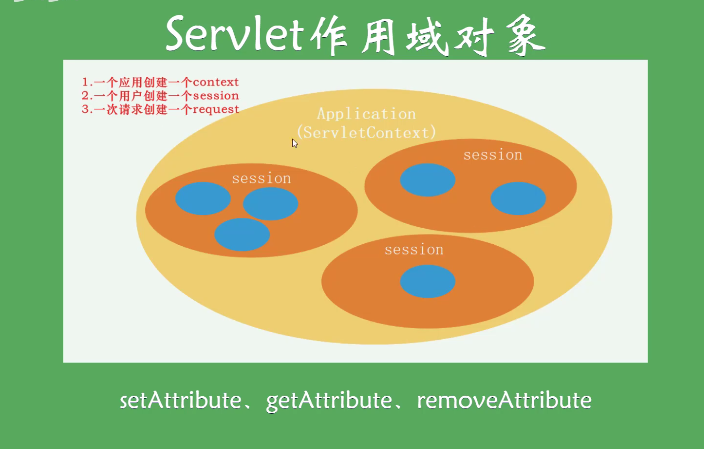 Servlet作用域对象
1.一个应用创建一个context
2.一个用户创建一个session
3.一次请求创建一个request
Application
(ServletContext)
session
session
session
setAttribute、getAttribute、removeAttribute